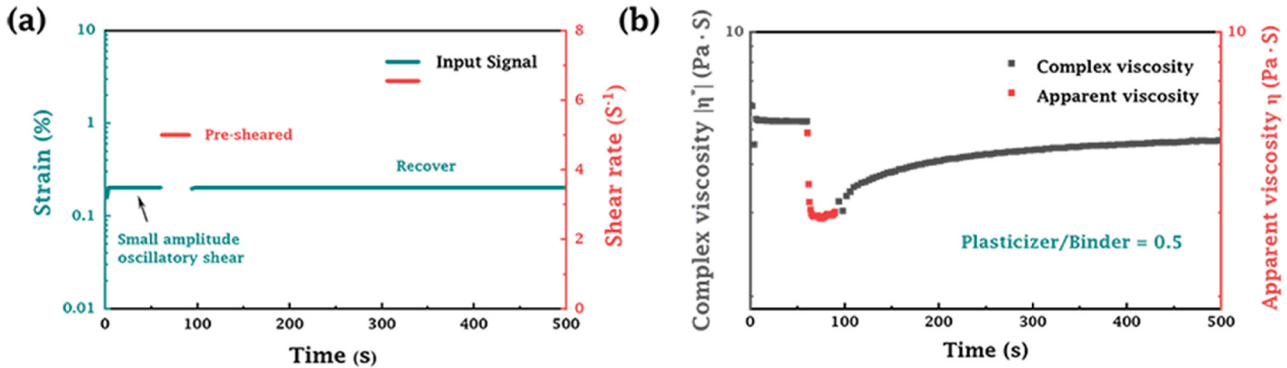 (a)
10
1
0.1
0.01
Strain (%)
8
6
4
2
0
Shear rate (S⁻¹)
Input Signal
Pre-sheared
Recover
Small amplitude
oscillatory shear
0 100 200 300 400 500
Time (s)
(b)
10
10
Complex viscosity |η*| (Pa · S)
Apparent viscosity η (Pa · S)
Complex viscosity
Apparent viscosity
Plasticizer/Binder = 0.5
0 100 200 300 400 500
Time (s)